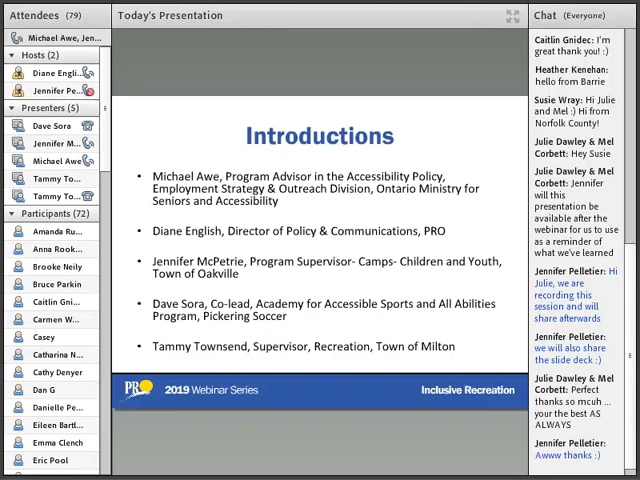 Attendees (79)
Michael Awe, Jen...
Hosts (2)
Diane Engli...
Jennifer Pe...
Presenters (5)
Dave Sora
Jennifer M...
Michael Awe
Tammy To...
Tammy To...
Participants (72)
Amanda Ru...
Anna Rook...
Brooke Neily
Bruce Parkin
Caitlin Gni...
Carmen W...
Casey
Catharina N...
Cathy Denyer
Dan G
Danielle Pe...
Eileen Bartl...
Emma Clench
Eric Pool
Today's Presentation
Introductions
• Michael Awe, Program Advisor in the Accessibility Policy,
Employment Strategy & Outreach Division, Ontario Ministry for
Seniors and Accessibility
• Diane English, Director of Policy & Communications, PRO
• Jennifer McPetrie, Program Supervisor- Camps- Children and Youth,
Town of Oakville
• Dave Sora, Co-lead, Academy for Accessible Sports and All Abilities
Program, Pickering Soccer
• Tammy Townsend, Supervisor, Recreation, Town of Milton
PRO
2019 Webinar Series
Inclusive Recreation
Chat (Everyone)
Caitlin Gnidec: I'm
great thank you! :)
Heather Kenehan:
hello from Barrie
Susie Wray: Hi Julie
and Mel :) Hi from
Norfolk County!
Julie Dawley & Mel
Corbett: Hey Susie
Julie Dawley & Mel
Corbett: Jennifer
will this
presentation be
available after the
webinar for us to use
as a reminder of
what we've learned
Jennifer Pelletier: Hi
Julie, we are
recording this
session and will
share afterwards
Jennifer Pelletier:
we will also share
the slide deck :)
Julie Dawley & Mel
Corbett: Perfect
thanks so mcuh ...
your the best AS
ALWAYS
Jennifer Pelletier:
Awww thanks :)